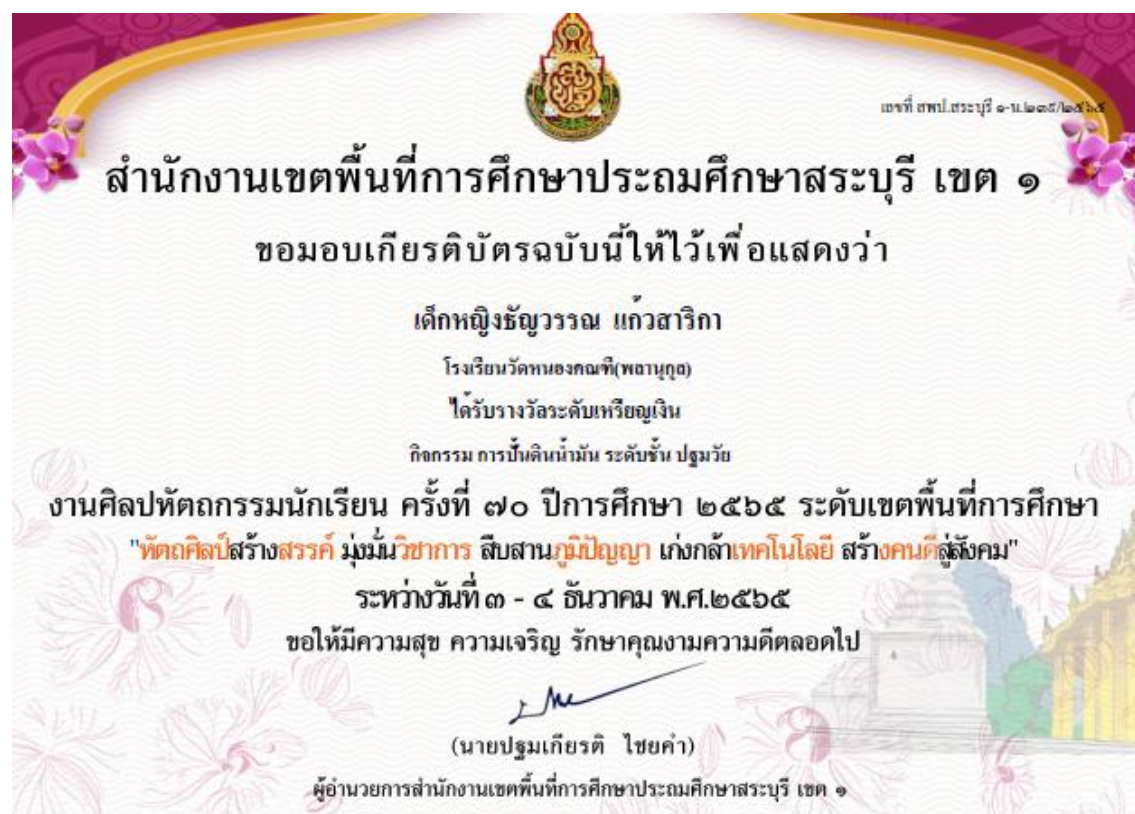 เลขที่ สพป.สระบุรี ๑-น.๒๓๕/๒๕๖๕
สำนักงานเขตพื้นที่การศึกษาประถมศึกษาสระบุรี เขต ๑
ขอมอบเกียรติบัตรฉบับนี้ให้ไว้เพื่อแสดงว่า
เด็กหญิงธัญวรรณ แก้วสาริกา
โรงเรียนวัดหนองคณฑี(พลานุกูล)
ได้รับรางวัลระดับเหรียญเงิน
กิจกรรม การปั้นดินน้ำมัน ระดับชั้น ปฐมวัย
งานศิลปหัตถกรรมนักเรียน ครั้งที่ ๗๐ ปีการศึกษา ๒๕๖๕ ระดับเขตพื้นที่การศึกษา
"หัตถศิลป์สร้างสรรค์ มุ่งมั่นวิชาการ สืบสานภูมิปัญญา เก่งกล้าเทคโนโลยี สร้างคนดีสู่สังคม"
ระหว่างวันที่ ๓ - ๔ ธันวาคม พ.ศ.๒๕๖๕
ขอให้มีความสุข ความเจริญ รักษาคุณงามความดีตลอดไป
(นายปฐมเกียรติ ไชยคำ)
ผู้อำนวยการสำนักงานเขตพื้นที่การศึกษาประถมศึกษาสระบุรี เขต ๑